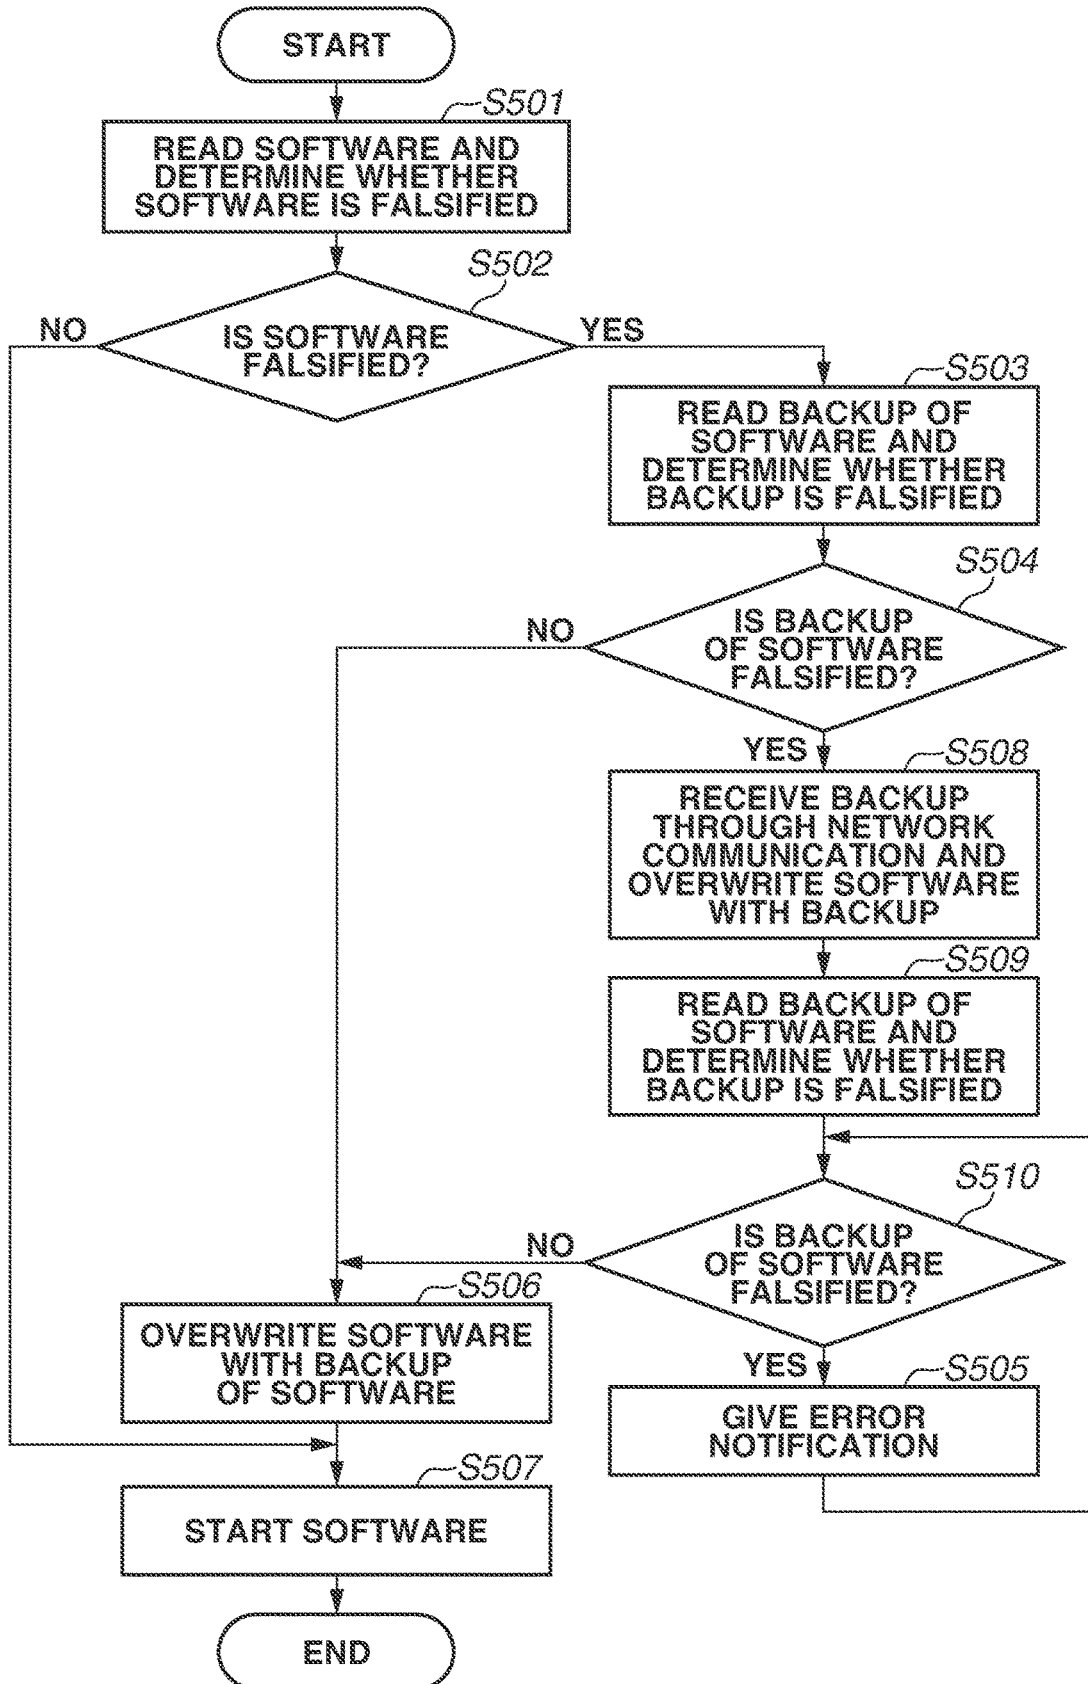 START
S501
READ SOFTWARE AND
DETERMINE WHETHER
SOFTWARE IS FALSIFIED
S502
IS SOFTWARE
FALSIFIED?
NO
YES
S503
READ BACKUP OF
SOFTWARE AND
DETERMINE WHETHER
BACKUP IS FALSIFIED
S504
IS BACKUP
OF SOFTWARE
FALSIFIED?
NO
YES
S508
RECEIVE BACKUP
THROUGH NETWORK
COMMUNICATION AND
OVERWRITE SOFTWARE
WITH BACKUP
S509
READ BACKUP OF
SOFTWARE AND
DETERMINE WHETHER
BACKUP IS FALSIFIED
S510
IS BACKUP
OF SOFTWARE
FALSIFIED?
NO
YES
S506
OVERWRITE SOFTWARE
WITH BACKUP
OF SOFTWARE
S505
GIVE ERROR
NOTIFICATION
S507
START SOFTWARE
END